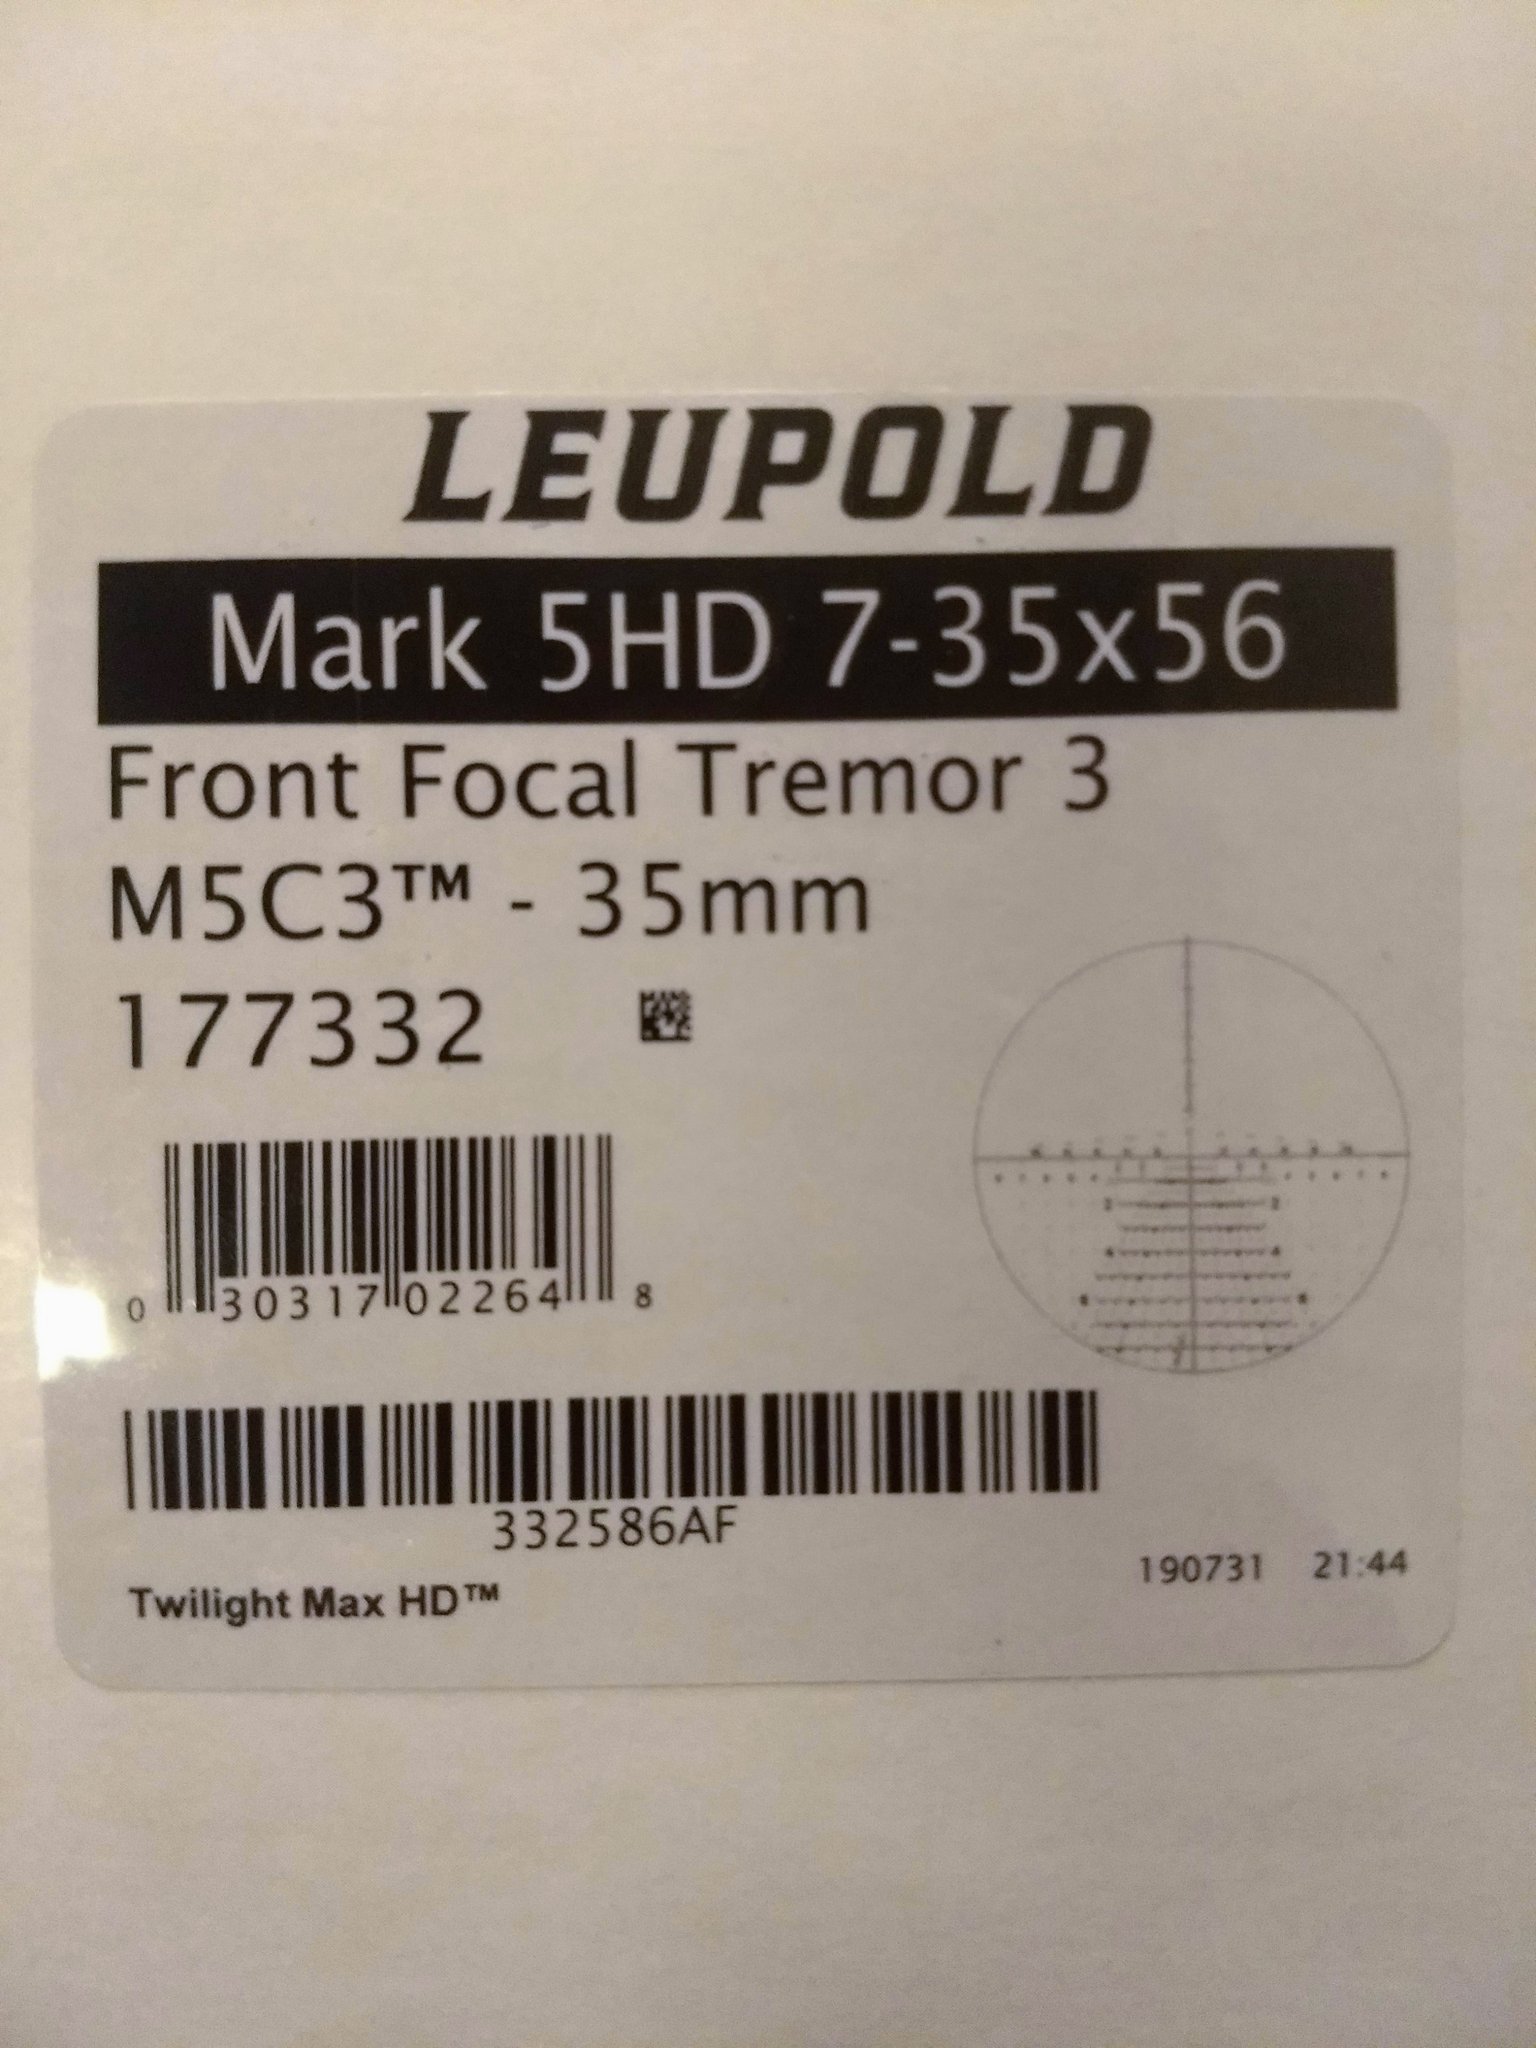 LEUPOLD
Mark 5HD 7-35x56
Front Focal Tremor 3
M5C3™ - 35mm
177332
0 30317 02264 8
332586AF
Twilight Max HD™
190731 21:44